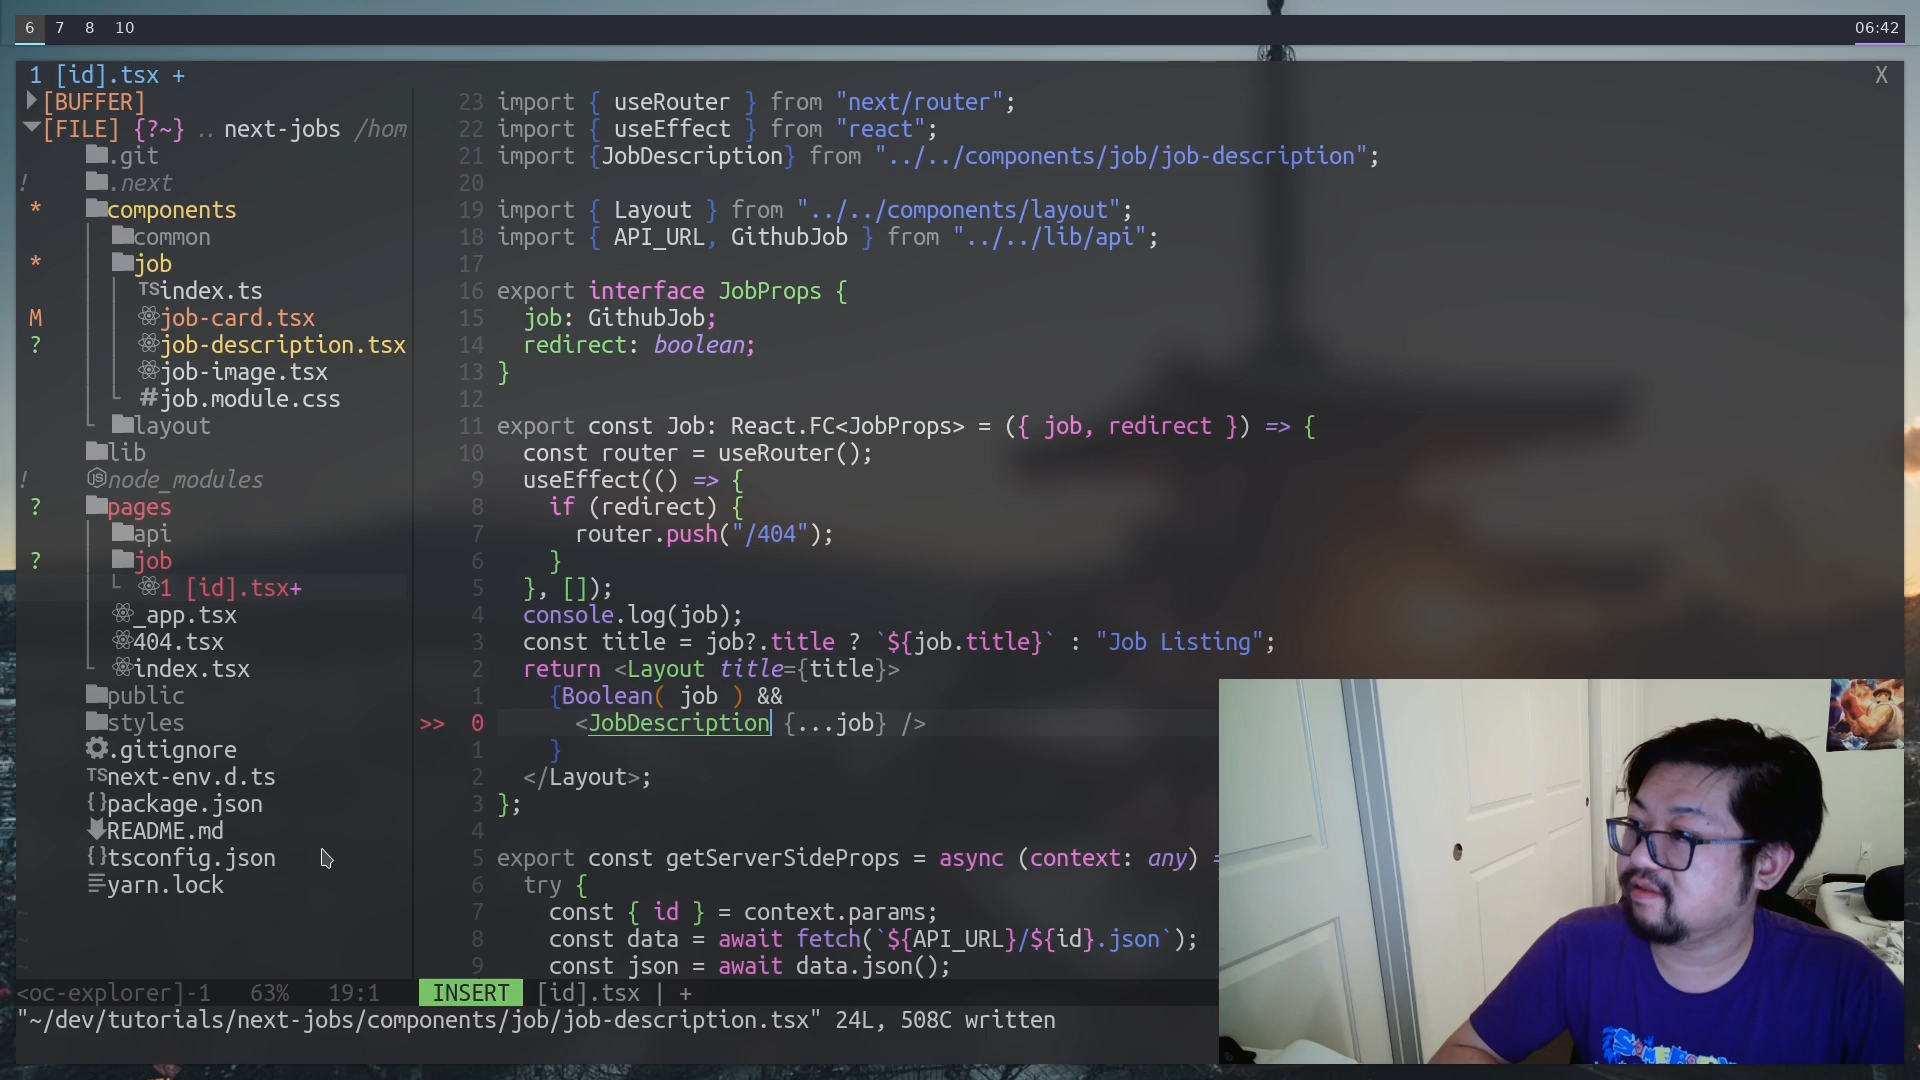 6 7 8 10
06:42
1 [id].tsx +
X
[BUFFER]
[FILE] {?~} .. next-jobs /hom
.git
! .next
* components
common
* job
TS index.ts
M job-card.tsx
? job-description.tsx
job-image.tsx
# job.module.css
layout
lib
! node_modules
? pages
api
? job
1 [id].tsx+
_app.tsx
404.tsx
index.tsx
public
styles
.gitignore
TS next-env.d.ts
{} package.json
README.md
{} tsconfig.json
yarn.lock
<oc-explorer]-1 63% 19:1
23 import { useRouter } from "next/router";
22 import { useEffect } from "react";
21 import {JobDescription} from "../../components/job/job-description";
20
19 import { Layout } from "../../components/layout";
18 import { API_URL, GithubJob } from "../../lib/api";
17
16 export interface JobProps {
15 job: GithubJob;
14 redirect: boolean;
13 }
12
11 export const Job: React.FC<JobProps> = ({ job, redirect }) => {
10 const router = useRouter();
9 useEffect(() => {
8 if (redirect) {
7 router.push("/404");
6 }
5 }, []);
4 console.log(job);
3 const title = job?.title ? `${job.title}` : "Job Listing";
2 return <Layout title={title}>
1 {Boolean( job ) &&
>> 0 <JobDescription {...job} />
1 }
2 </Layout>;
3 };
4
5 export const getServerSideProps = async (context: any) =
6 try {
7 const { id } = context.params;
8 const data = await fetch(`${API_URL}/${id}.json`);
9 const json = await data.json();
INSERT [id].tsx | +
"~/dev/tutorials/next-jobs/components/job/job-description.tsx" 24L, 508C written